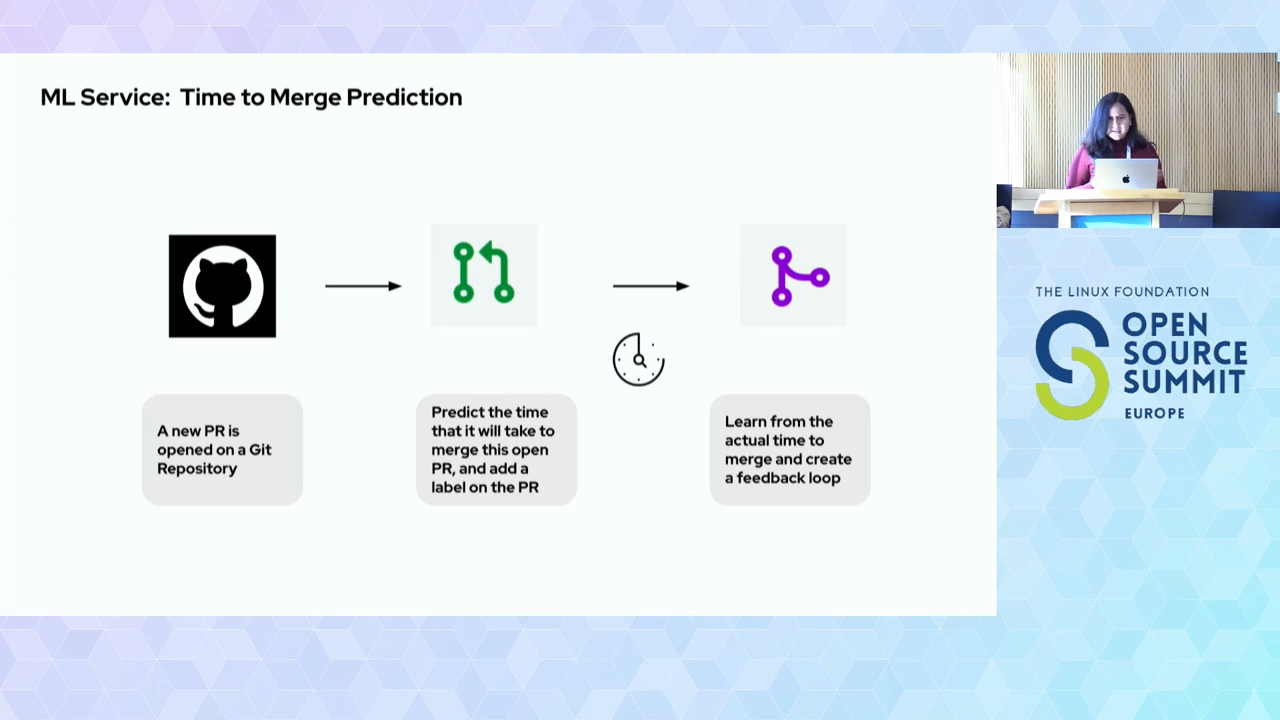 ML Service:  Time to Merge Prediction
A new PR is
opened on a Git
Repository
Predict the time
that it will take to
merge this open
PR, and add a
label on the PR
Learn from the
actual time to
merge and create
a feedback loop
THE LINUX FOUNDATION
OPEN
SOURCE
SUMMIT
EUROPE